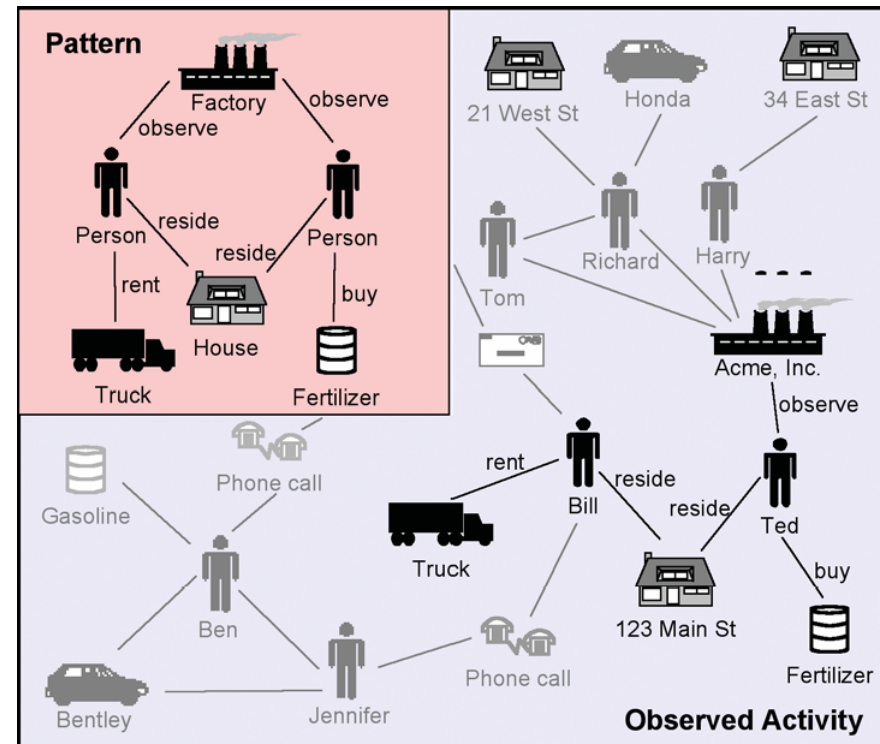 Pattern
Factory
observe
observe
Person
Person
reside
reside
rent
buy
House
Truck
Fertilizer
21 West St
Honda
34 East St
Tom
Richard
Harry
Acme, Inc.
observe
Phone call
Gasoline
rent
Bill
reside
reside
Ted
Truck
buy
Ben
123 Main St
Phone call
Fertilizer
Bentley
Jennifer
Observed Activity